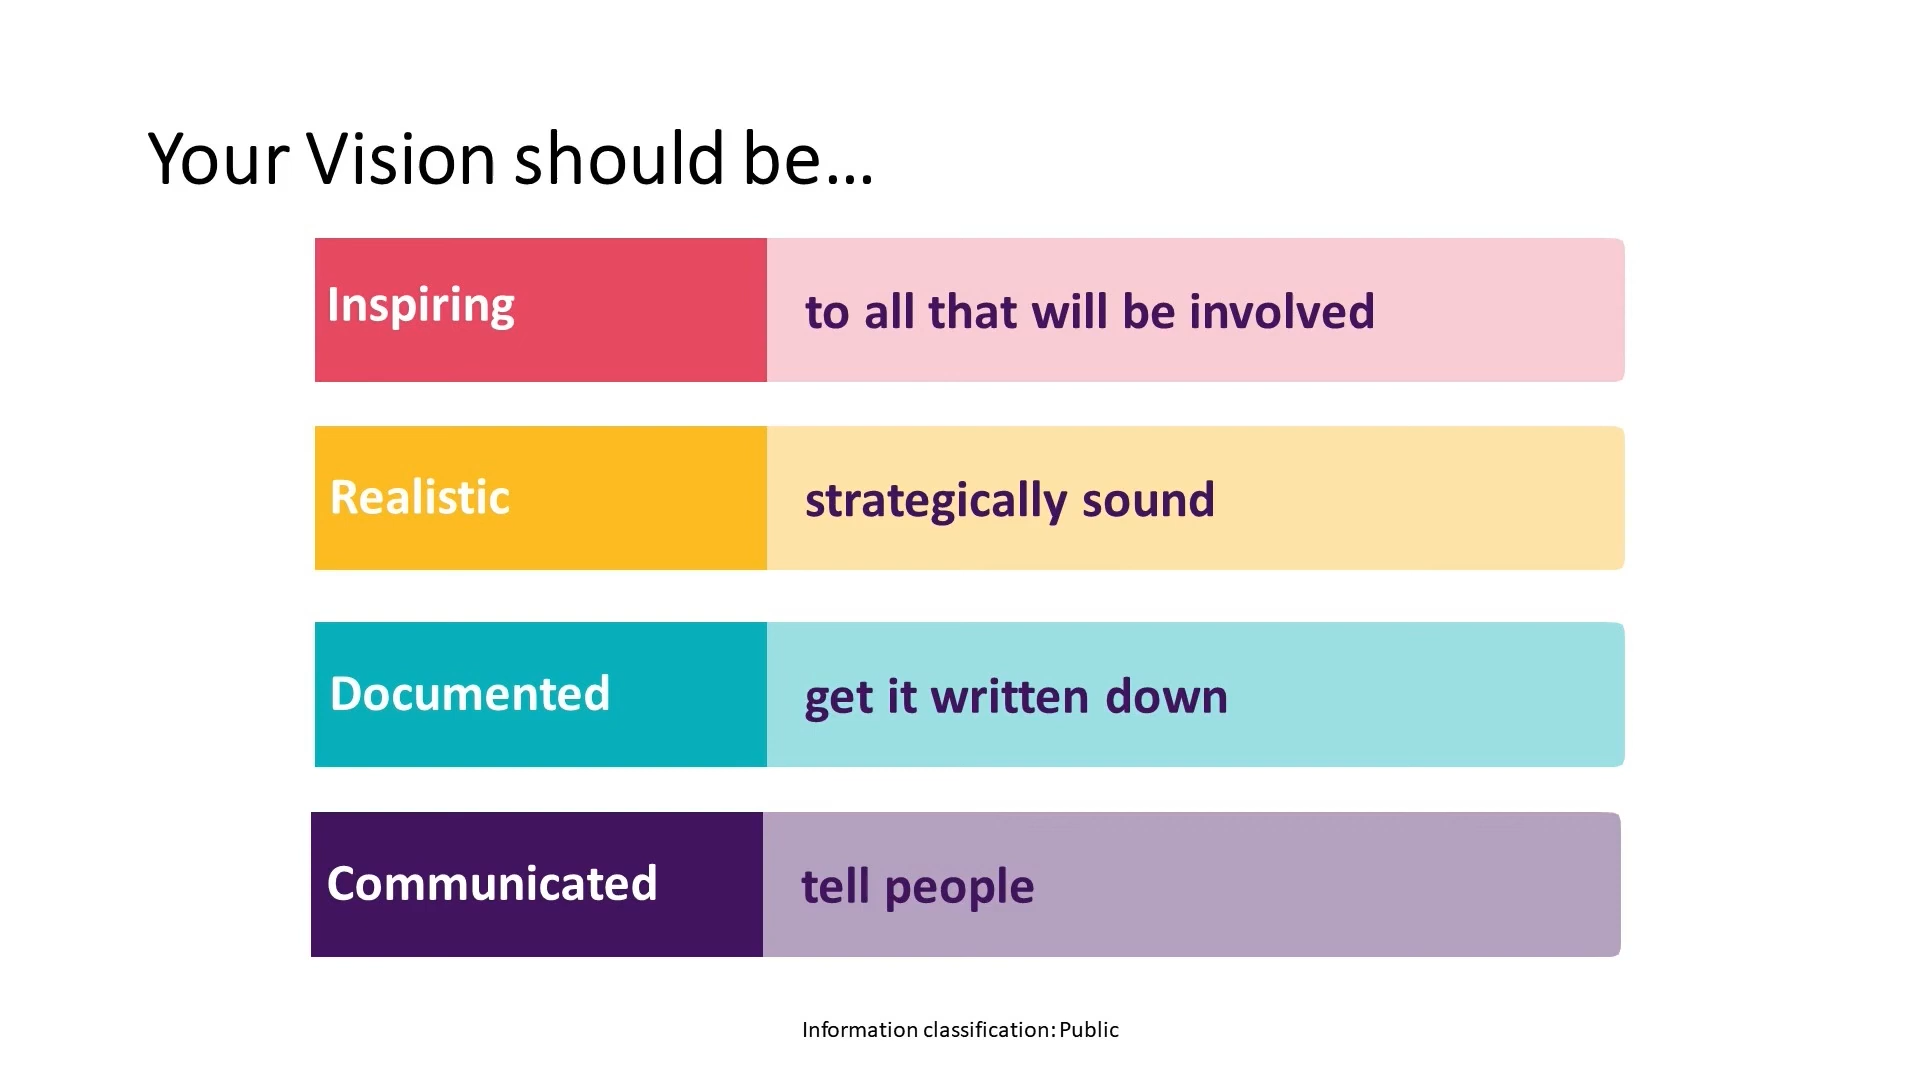 Your Vision should be...
Inspiring
to all that will be involved
Realistic
strategically sound
Documented
get it written down
Communicated
tell people
Information classification: Public